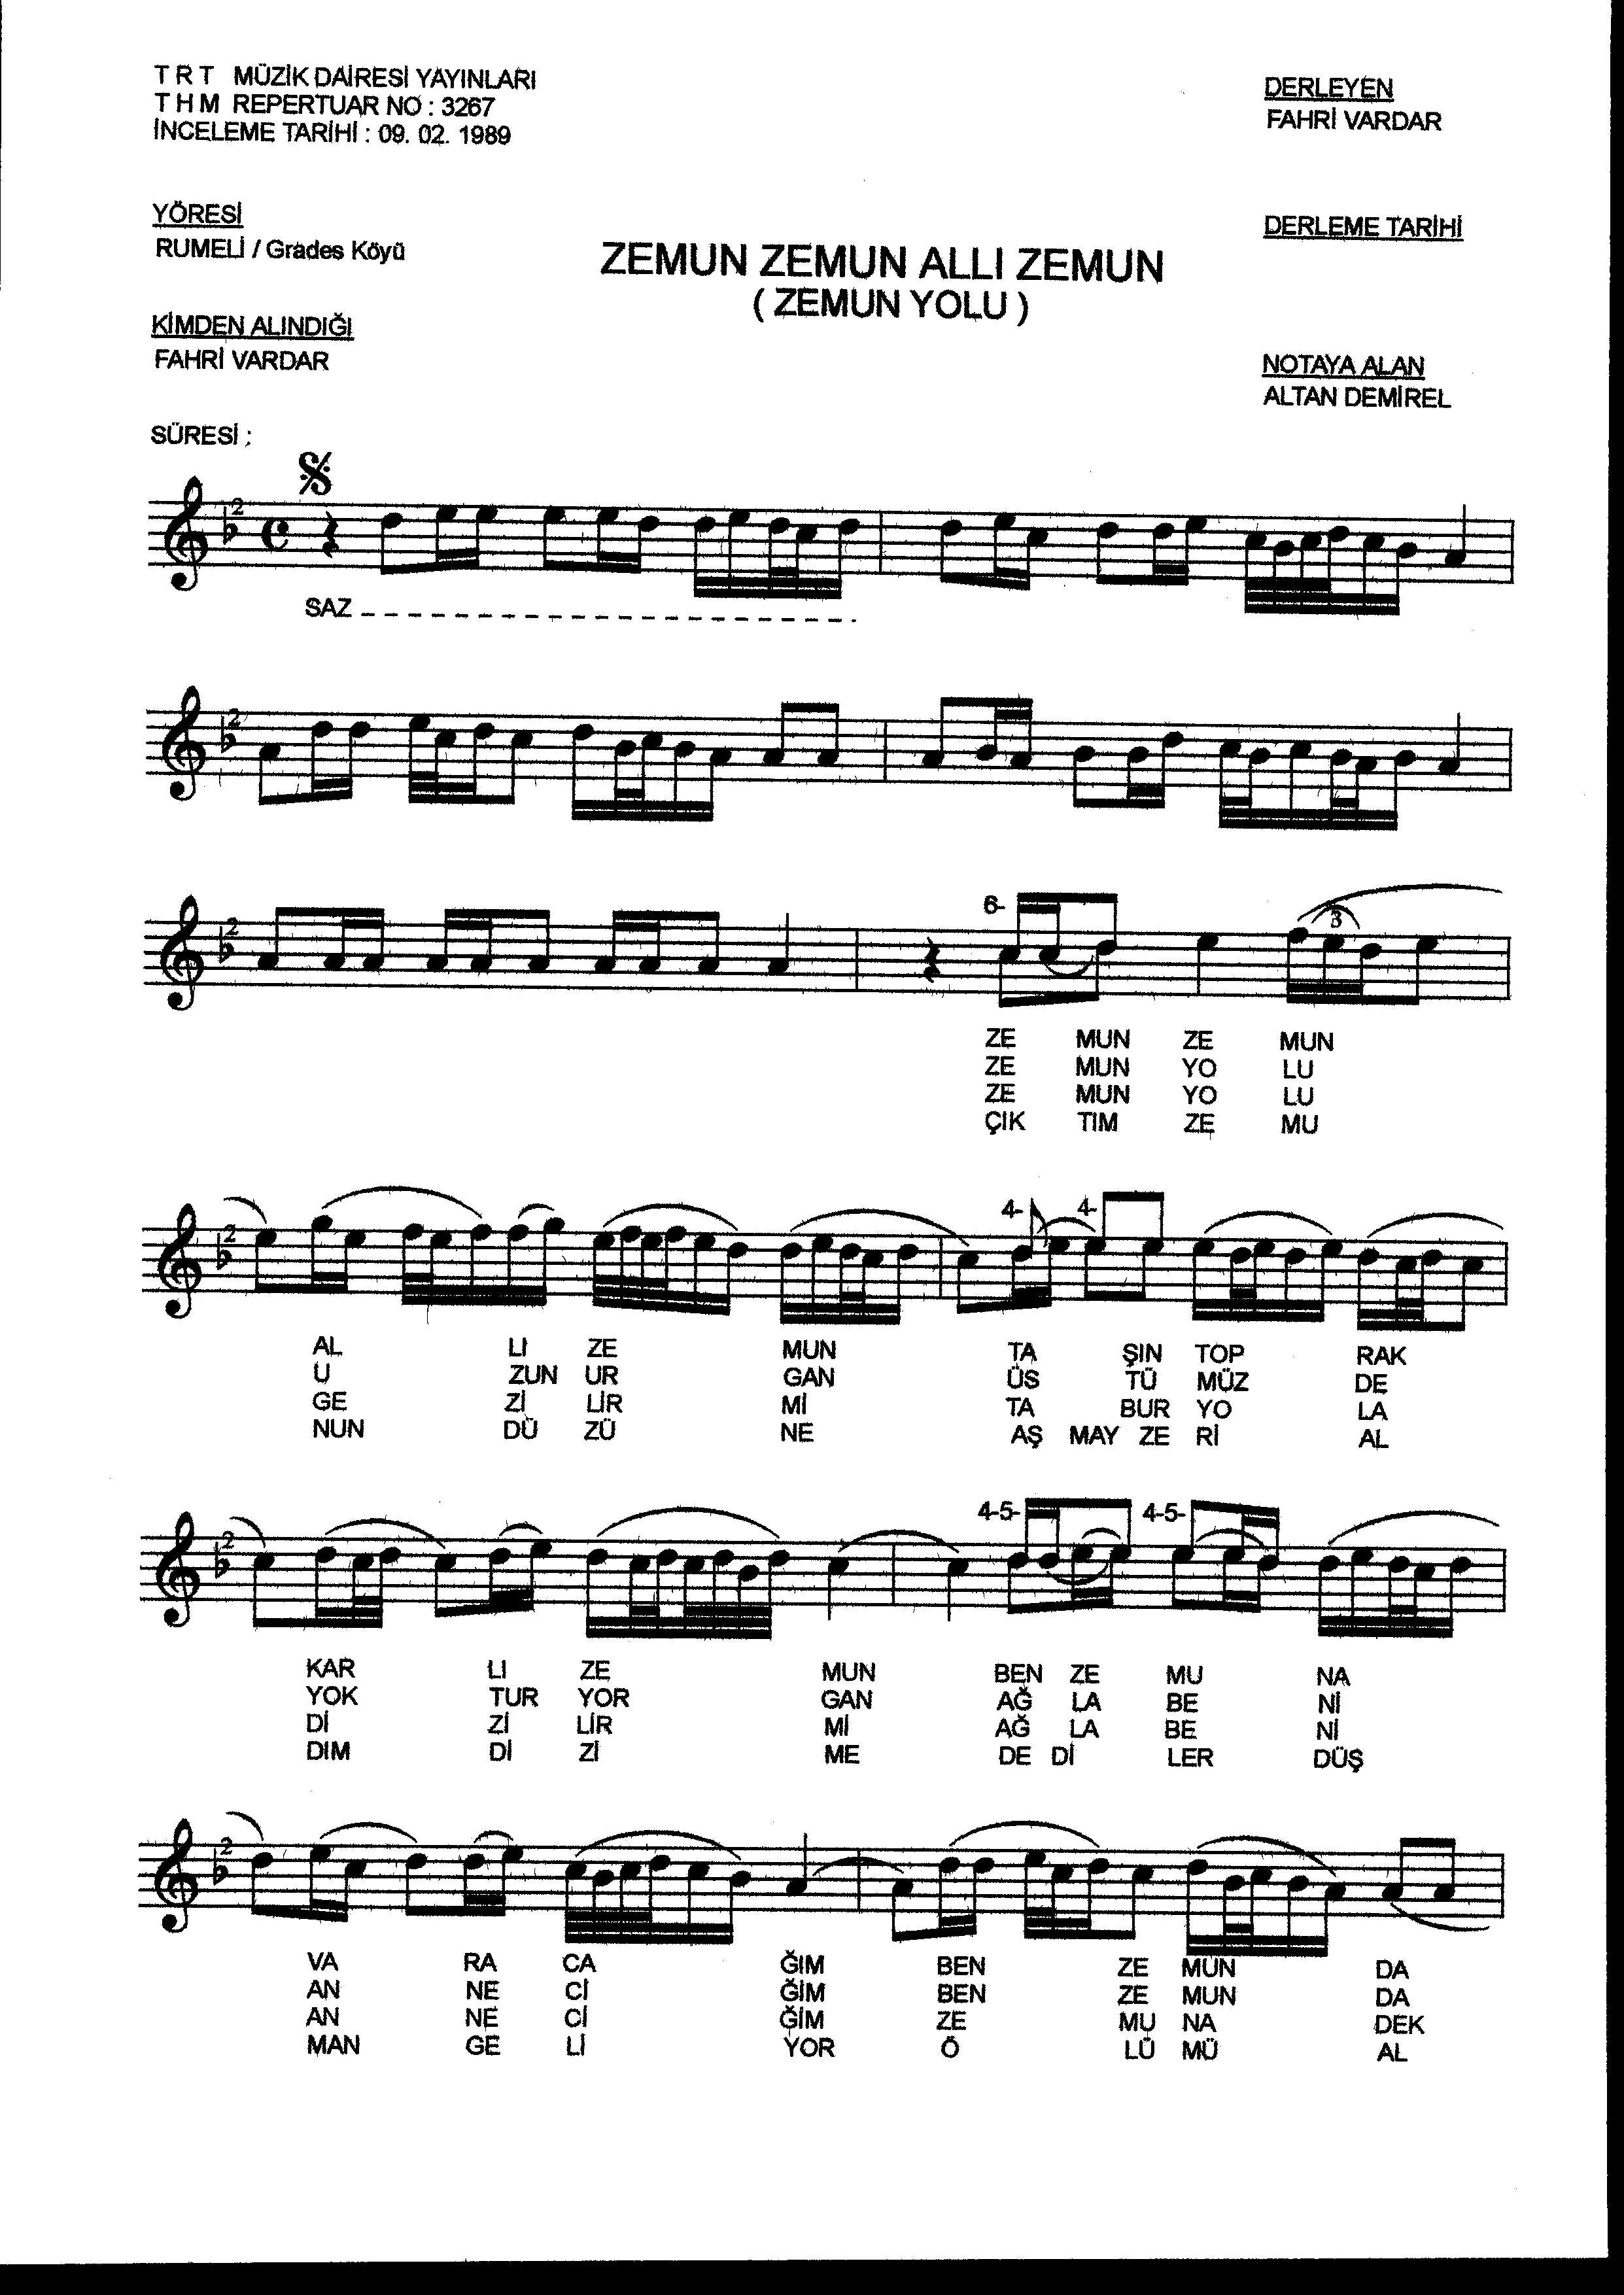 T R T MÜZİK DAİRESİ YAYINLARI
T H M REPERTUAR NO : 3267
İNCELEME TARİHİ : 09. 02. 1989
DERLEYEN
FAHRİ VARDAR
YÖRESİ
RUMELİ / Grades Köyü
DERLEME TARİHİ
ZEMUN ZEMUN ALLI ZEMUN
( ZEMUN YOLU )
KİMDEN ALINDIĞI
FAHRİ VARDAR
NOTAYA ALAN
ALTAN DEMİREL
SÜRESİ :
2
SAZ
2
2 6- 3
ZE MUN ZE MUN
ZE MUN YO LU
ZE MUN YO LU
ÇIK TIM ZE MU
2 4- 4-
AL LI ZE MUN TA ŞIN TOP RAK
U ZUN UR GAN ÜS TÜ MÜZ DE
GE Zİ LİR Mİ TA BUR YO LA
NUN DÜ ZÜ NE AŞ MAY ZE Rİ AL
2 4-5- 4-5-
KAR LI ZE MUN BEN ZE MU NA
YOK TUR YOR GAN AĞ LA BE Nİ
Dİ Zİ LİR Mİ AĞ LA BE Nİ
DIM Dİ Zİ ME DE Dİ LER DÜŞ
2
VA RA CA ĞIM BEN ZE MUN DA
AN NE Cİ ĞİM BEN ZE MUN DA
AN NE Cİ ĞİM ZE MU NA DEK
MAN GE Lİ YOR Ö LÜ MÜ AL